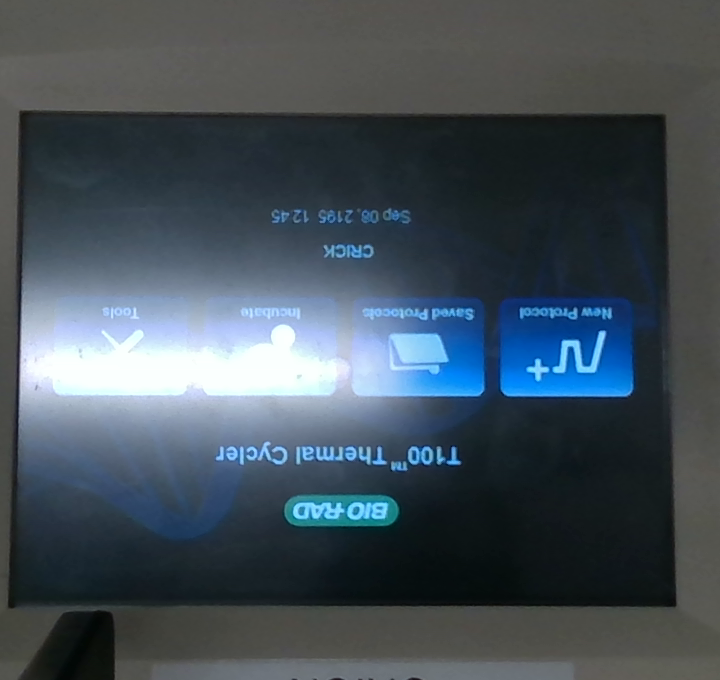 BIO-RAD
T100™ Thermal Cycler
New Protocol
Saved Protocols
Incubate
Tools
CRICK
Sep 08, 2195 12:45